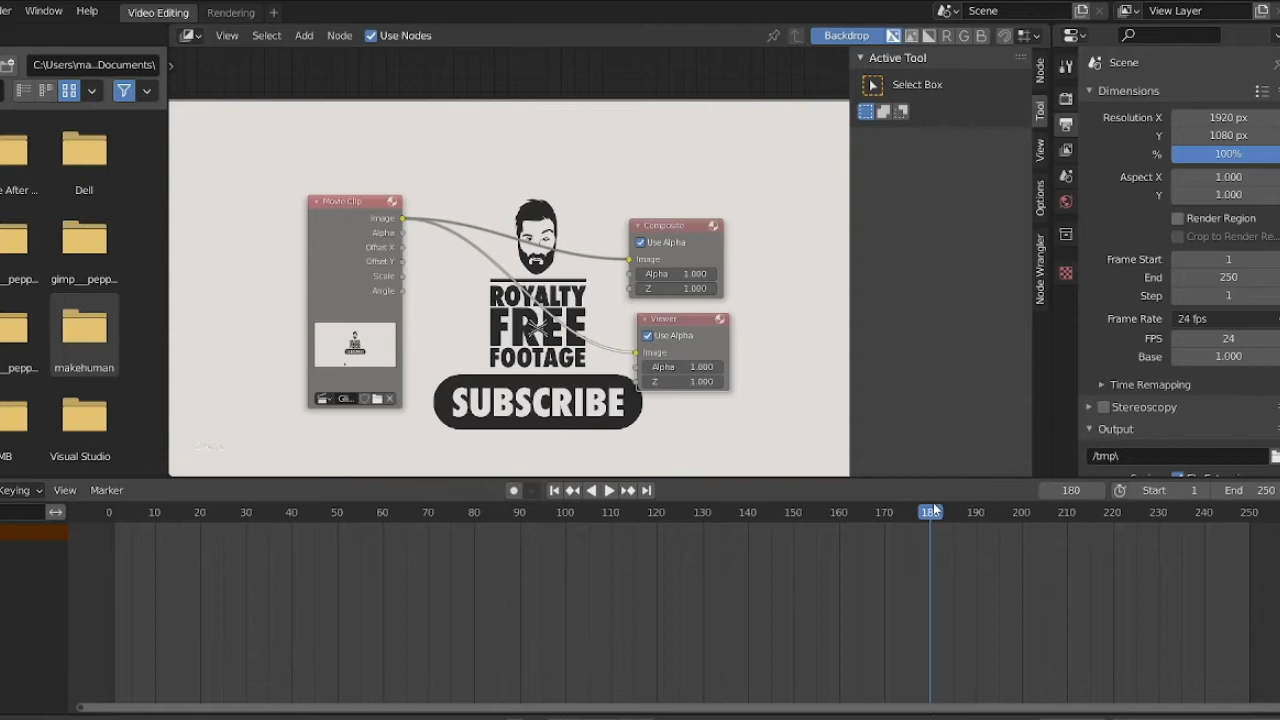 Window Help Video Editing Rendering + Scene View Layer
View Select Add Node Use Nodes Backdrop R G B
C:\Users\ma...Documents\
Active Tool
Select Box
Node
Tool
View
Options
Node Wrangler
Scene
Dimensions
Resolution X 1920 px
Y 1080 px
% 100%
Aspect X 1.000
Y 1.000
Render Region
Crop to Render Re...
Frame Start 1
End 250
Step 1
Frame Rate 24 fps
FPS 24
Base 1.000
Time Remapping
Stereoscopy
Output
/tmp\
e After ... Dell
___pepp... gimp__pepp...
___pepp... makehuman
MB Visual Studio
Movie Clip
Image
Alpha
Offset X
Offset Y
Scale
Angle
Gli...
Composite
Use Alpha
Image
Alpha 1.000
Z 1.000
Viewer
Use Alpha
Image
Alpha 1.000
Z 1.000
ROYALTY
FREE
FOOTAGE
SUBSCRIBE
Keying View Marker 180 Start 1 End 250
0 10 20 30 40 50 60 70 80 90 100 110 120 130 140 150 160 170 180 190 200 210 220 230 240 250